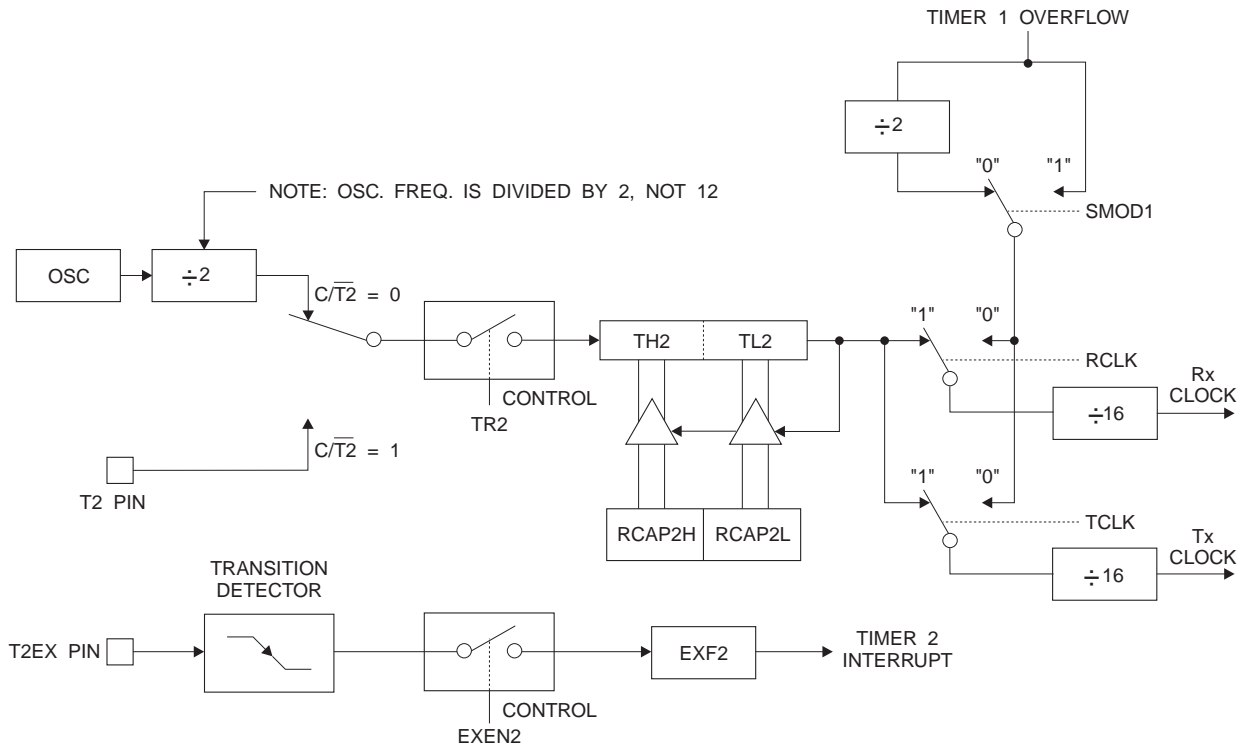 TIMER 1 OVERFLOW
÷2
"0" "1"
NOTE: OSC. FREQ. IS DIVIDED BY 2, NOT 12
SMOD1
OSC
÷2
C/T̅2̅ = 0
"1" "0"
TH2 TL2
RCLK
Rx
CLOCK
CONTROL
TR2
÷16
C/T̅2̅ = 1
T2 PIN
"1" "0"
RCAP2H RCAP2L
TCLK
Tx
CLOCK
÷16
TRANSITION
DETECTOR
T2EX PIN
EXF2
TIMER 2
INTERRUPT
CONTROL
EXEN2